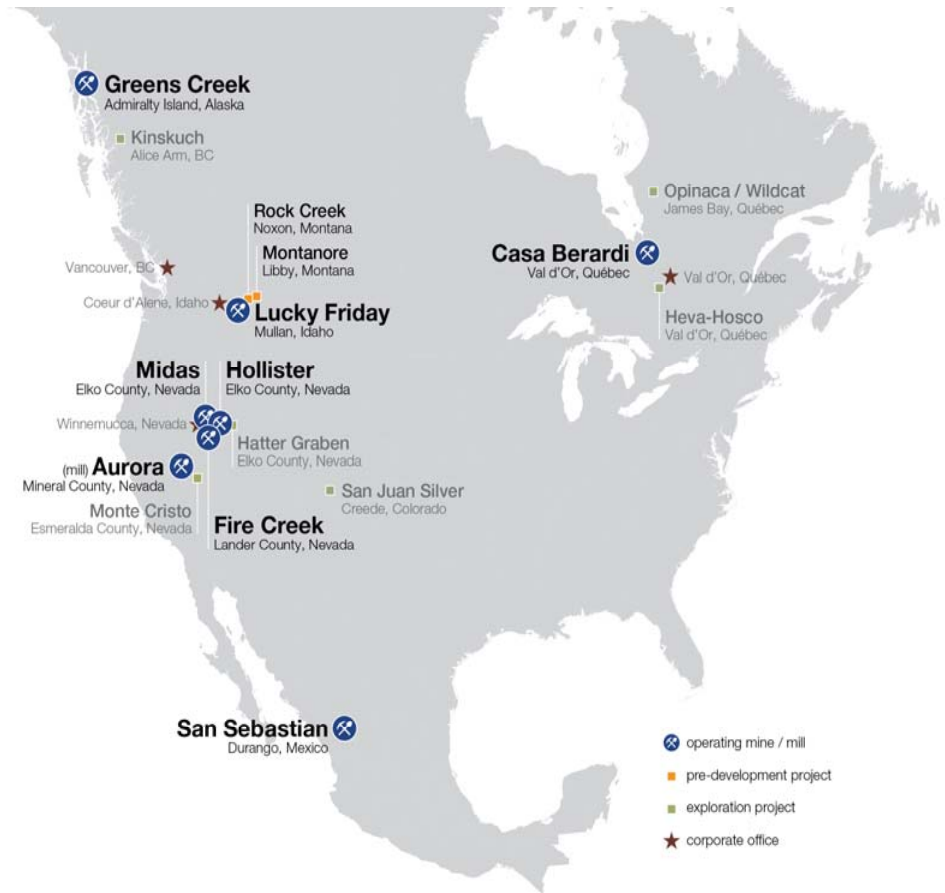 Greens Creek
Admiralty Island, Alaska
Kinskuch
Alice Arm, BC
Rock Creek
Noxon, Montana
Montanore
Libby, Montana
Vancouver, BC
Coeur d'Alene, Idaho
Lucky Friday
Mullan, Idaho
Opinaca / Wildcat
James Bay, Québec
Casa Berardi
Val d'Or, Québec
Val d'Or, Québec
Heva-Hosco
Val d'Or, Québec
Midas
Elko County, Nevada
Hollister
Elko County, Nevada
Winnemucca, Nevada
Hatter Graben
Elko County, Nevada
(mill) Aurora
Mineral County, Nevada
Monte Cristo
Esmeralda County, Nevada
San Juan Silver
Creede, Colorado
Fire Creek
Lander County, Nevada
San Sebastian
Durango, Mexico
operating mine / mill
pre-development project
exploration project
corporate office